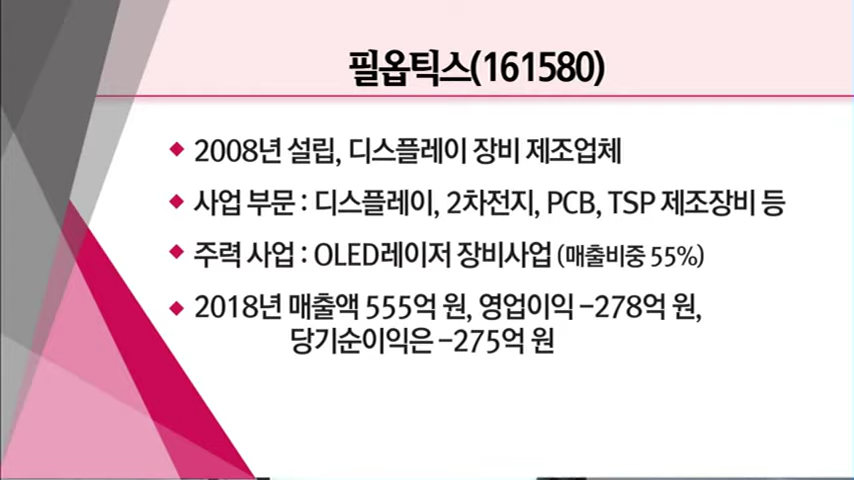 필옵틱스(161580)
◆ 2008년 설립, 디스플레이 장비 제조업체
◆ 사업 부문 : 디스플레이, 2차전지, PCB, TSP 제조장비 등
◆ 주력 사업 : OLED레이저 장비사업 (매출비중 55%)
◆ 2018년 매출액 555억 원, 영업이익 -278억 원,
당기순이익은 -275억 원